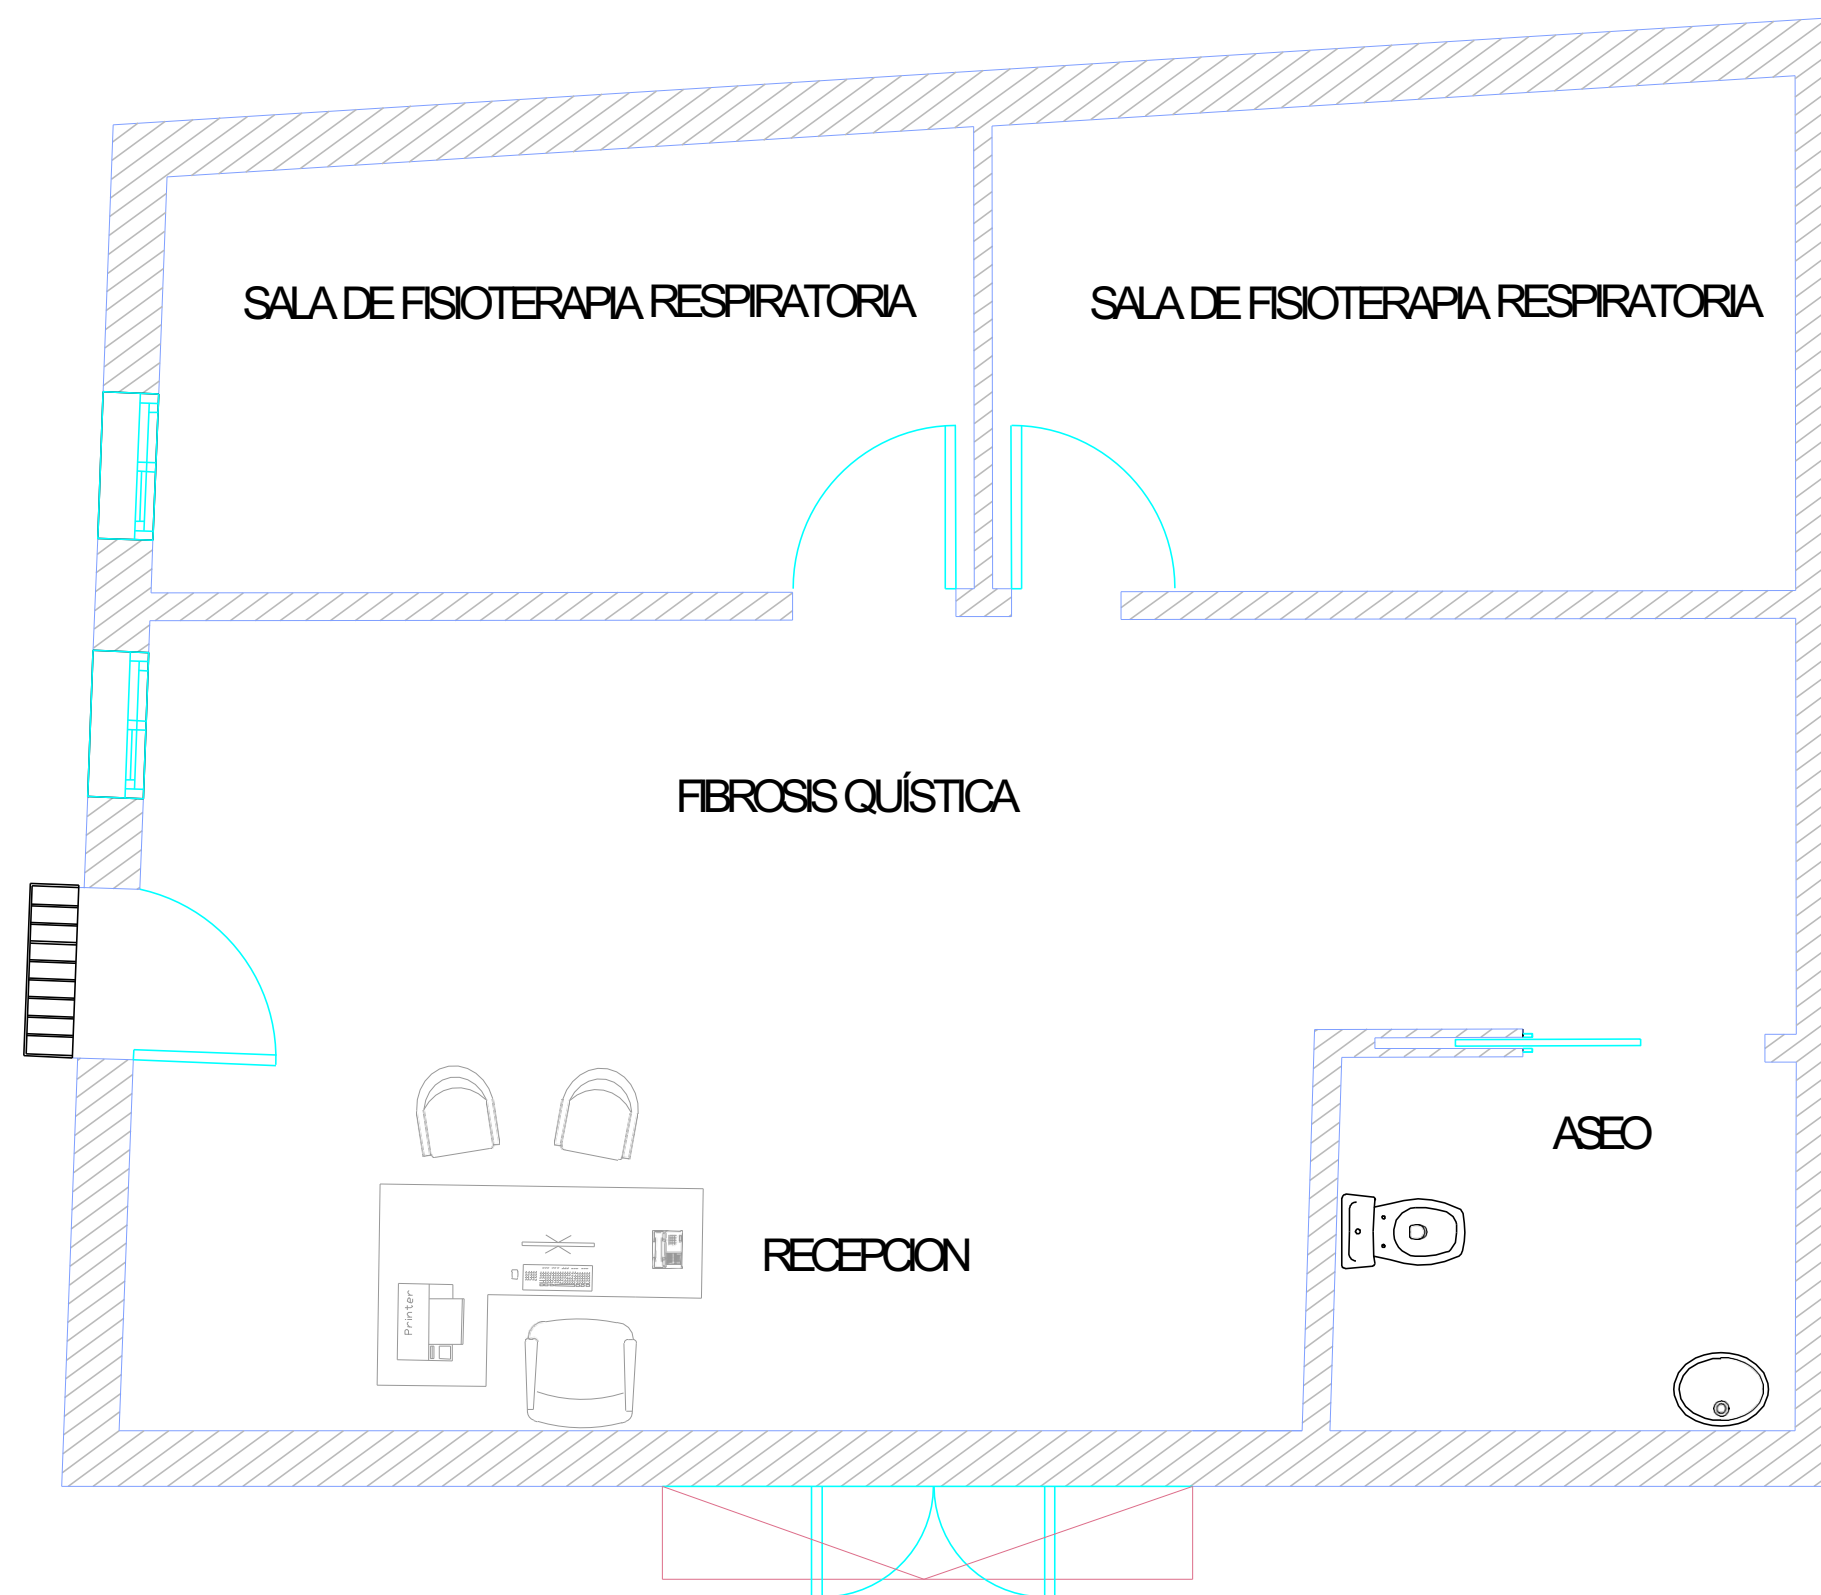 SALA DE FISIOTERAPIA RESPIRATORIA
SALA DE FISIOTERAPIA RESPIRATORIA
FIBROSIS QUÍSTICA
ASEO
RECEPCION
Printer